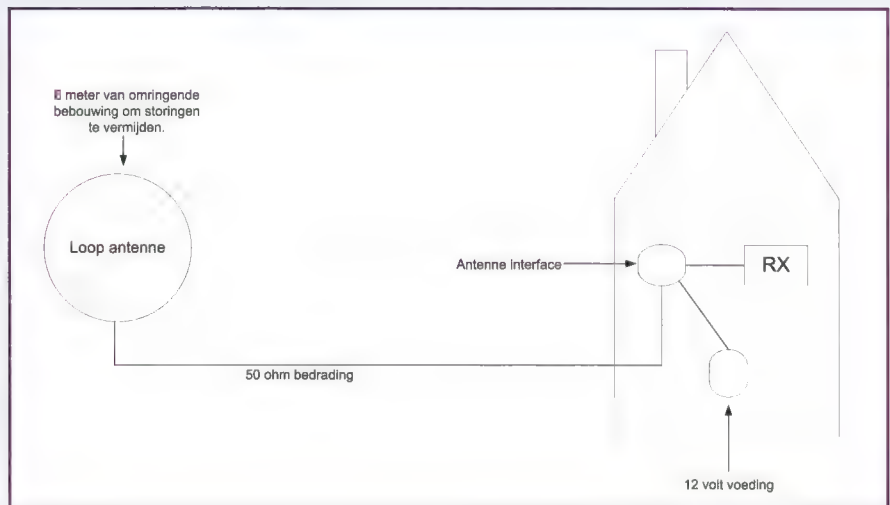 meter van omringende
bebouwing om storingen
te vermijden.
Loop antenne
Antenne interface
RX
50 ohm bedrading
12 volt voeding